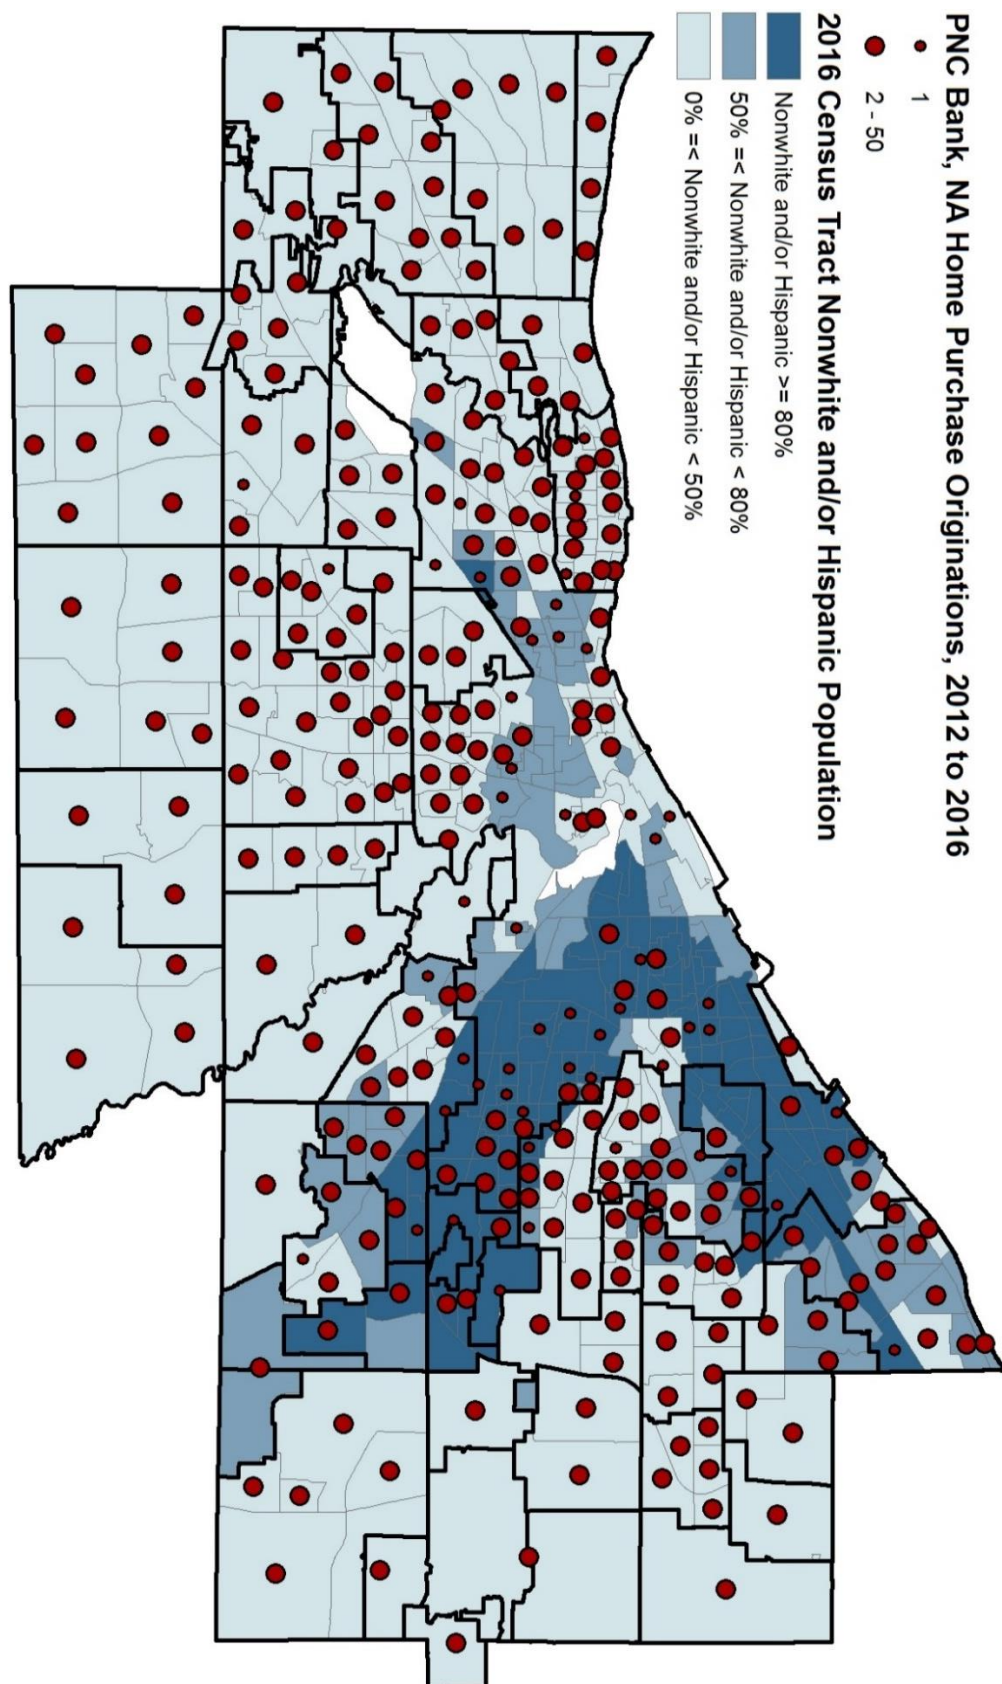 PNC Bank, NA Home Purchase Originations, 2012 to 2016
1
2 - 50
2016 Census Tract Nonwhite and/or Hispanic Population
Nonwhite and/or Hispanic >= 80%
50% =< Nonwhite and/or Hispanic < 80%
0% =< Nonwhite and/or Hispanic < 50%